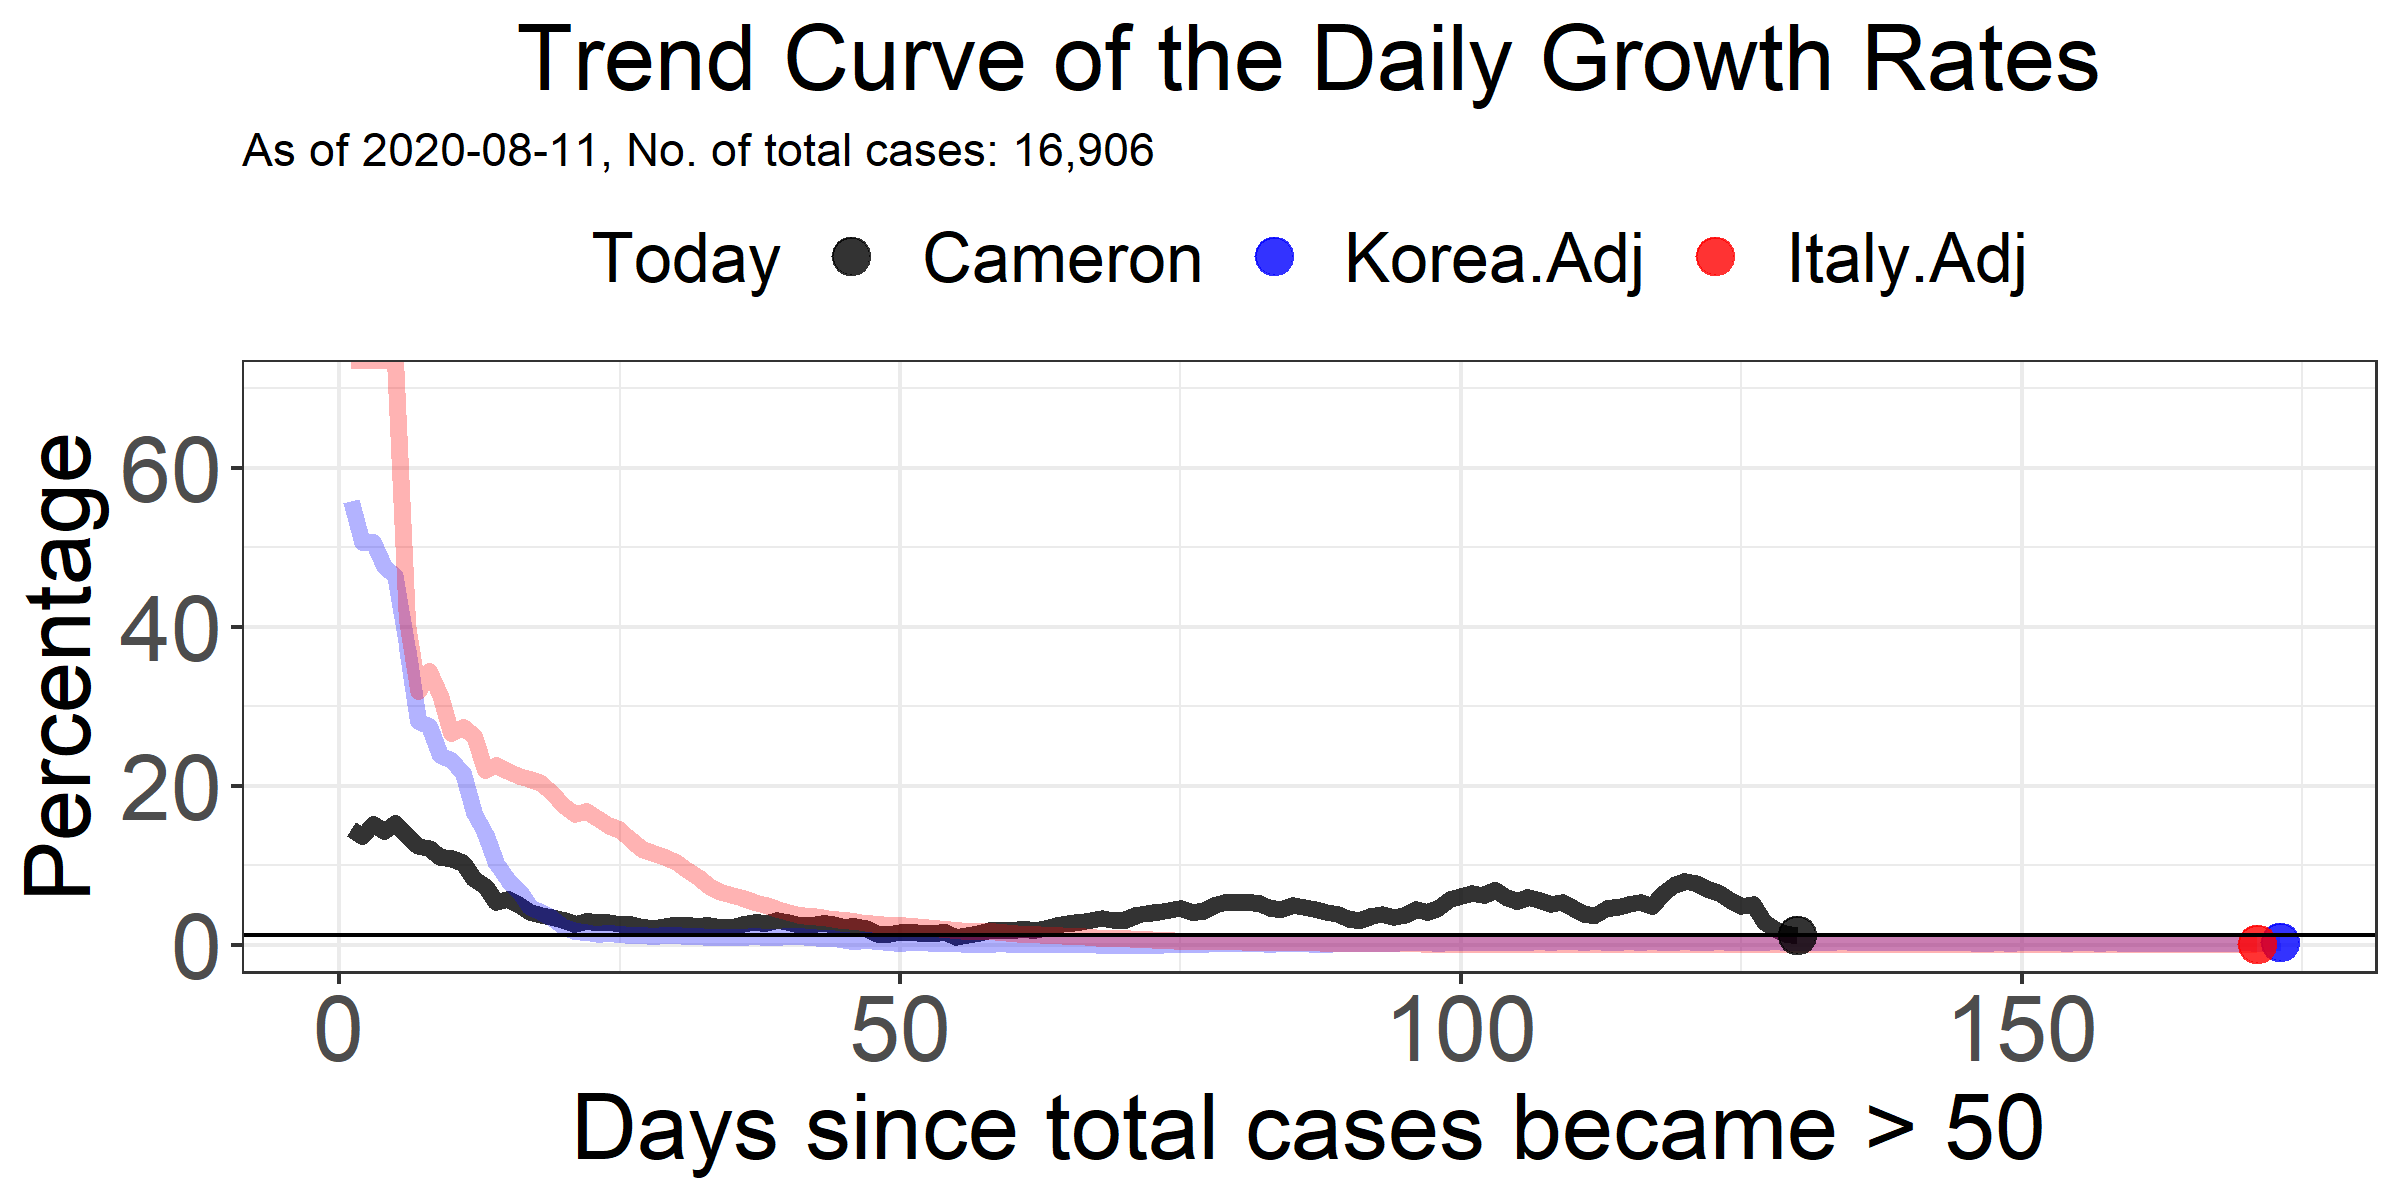 Trend Curve of the Daily Growth Rates
As of 2020-08-11, No. of total cases: 16,906
Today Cameron Korea.Adj Italy.Adj
Percentage
60
40
20
0
0 50 100 150
Days since total cases became > 50